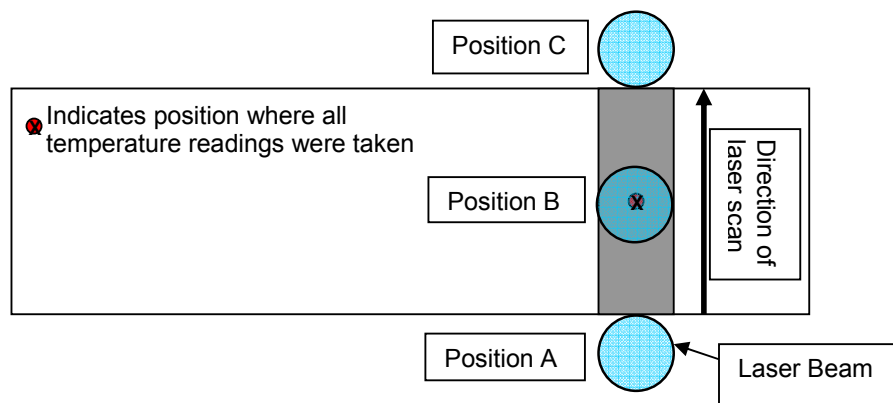 Position C
Indicates position where all
temperature readings were taken
Position B
X
Direction of
laser scan
Position A
Laser Beam